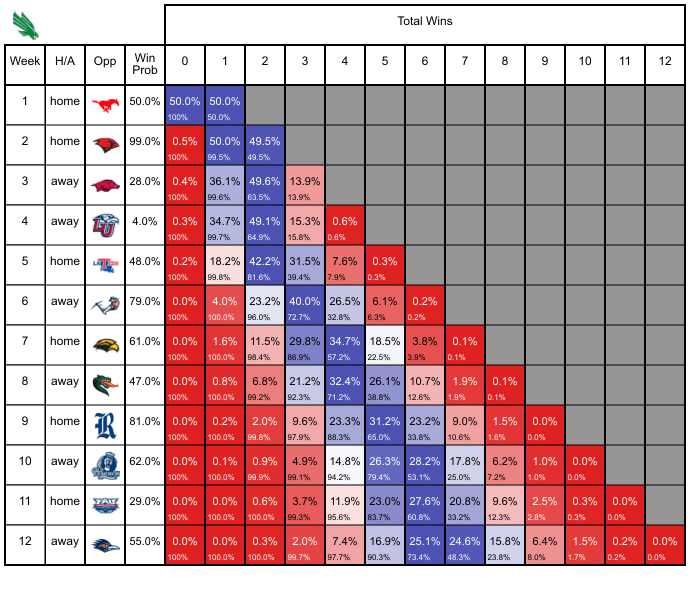 Total Wins
Week H/A Opp Win Prob 0 1 2 3 4 5 6 7 8 9 10 11 12
1 home 50.0% 50.0% 50.0%
100% 50.0%
2 home 99.0% 0.5% 50.0% 49.5%
100% 99.5% 49.5%
3 away 28.0% 0.4% 36.1% 49.6% 13.9%
100% 99.6% 63.5% 13.9%
4 away 4.0% 0.3% 34.7% 49.1% 15.3% 0.6%
100% 99.7% 64.9% 15.8% 0.6%
5 home 48.0% 0.2% 18.2% 42.2% 31.5% 7.6% 0.3%
100% 99.8% 81.6% 39.4% 7.9% 0.3%
6 away 79.0% 0.0% 4.0% 23.2% 40.0% 26.5% 6.1% 0.2%
100% 100.0% 96.0% 72.7% 32.8% 6.3% 0.2%
7 home 61.0% 0.0% 1.6% 11.5% 29.8% 34.7% 18.5% 3.8% 0.1%
100% 100.0% 98.4% 86.9% 57.2% 22.5% 3.9% 0.1%
8 away 47.0% 0.0% 0.8% 6.8% 21.2% 32.4% 26.1% 10.7% 1.9% 0.1%
100% 100.0% 99.2% 92.3% 71.2% 38.8% 12.6% 1.9% 0.1%
9 home R 81.0% 0.0% 0.2% 2.0% 9.6% 23.3% 31.2% 23.2% 9.0% 1.5% 0.0%
100% 100.0% 99.8% 97.9% 88.3% 65.0% 33.8% 10.6% 1.6% 0.0%
10 away 62.0% 0.0% 0.1% 0.9% 4.9% 14.8% 26.3% 28.2% 17.8% 6.2% 1.0% 0.0%
100% 100.0% 99.9% 99.1% 94.2% 79.4% 53.1% 25.0% 7.2% 1.0% 0.0%
11 home 29.0% 0.0% 0.0% 0.6% 3.7% 11.9% 23.0% 27.6% 20.8% 9.6% 2.5% 0.3% 0.0%
100% 100.0% 100.0% 99.3% 95.6% 83.7% 60.8% 33.2% 12.3% 2.8% 0.3% 0.0%
12 away 55.0% 0.0% 0.0% 0.3% 2.0% 7.4% 16.9% 25.1% 24.6% 15.8% 6.4% 1.5% 0.2% 0.0%
100% 100.0% 100.0% 99.7% 97.7% 90.3% 73.4% 48.3% 23.8% 8.0% 1.7% 0.2% 0.0%